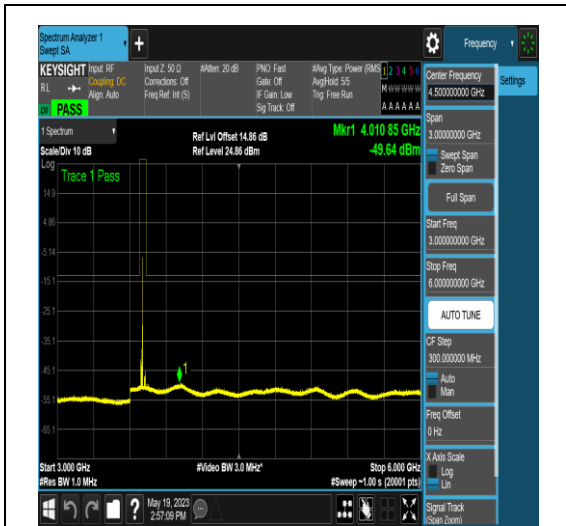 Spectrum Analyzer 1
Swept SA
+
Frequency
KEYSIGHT
RL
PASS
Input: RF
Coupling: DC
Align: Auto
Input Z: 50 Ω
Corrections: Off
Freq Ref: Int (S)
#Atten: 20 dB
PNO: Fast
Gate: Off
IF Gain: Low
Sig Track: Off
#Avg Type: Power (RMS
Avg|Hold: 5/5
Trig: Free Run
1 2 3 4 5 6
M W W W W W
A A A A A A
Center Frequency
4.500000000 GHz
Settings
Span
3.00000000 GHz
Swept Span
Zero Span
Full Span
Start Freq
3.000000000 GHz
Stop Freq
6.000000000 GHz
AUTO TUNE
CF Step
300.000000 MHz
Auto
Man
Freq Offset
0 Hz
X Axis Scale
Log
Lin
Signal Track
(Span Zoom)
1 Spectrum
Scale/Div 10 dB
Ref Lvl Offset 14.86 dB
Ref Level 24.86 dBm
Mkr1 4.010 85 GHz
-49.64 dBm
Log
Trace 1 Pass
14.9
4.86
-5.14
-15.1
-25.1
-35.1
-45.1
-55.1
-65.1
1
Start 3.000 GHz
#Res BW 1.0 MHz
#Video BW 3.0 MHz*
Stop 6.000 GHz
#Sweep ~1.00 s (20001 pts)
May 19, 2023
2:57:09 PM